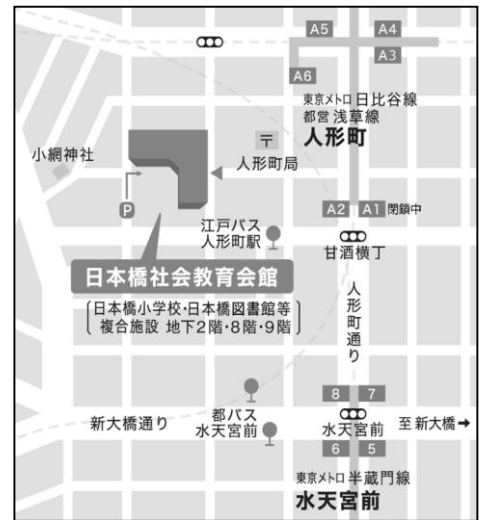 A5
A4
A3
A6
東京メトロ 日比谷線
都営 浅草線
人形町
〒
人形町局
小網神社
P
A2
A1 閉鎖中
江戸バス
人形町駅
甘酒横丁
日本橋社会教育会館
日本橋小学校・日本橋図書館等
複合施設 地下2階・8階・9階
人形町通り
8
7
新大橋通り
都バス
水天宮前
水天宮前
至 新大橋→
6
5
東京メトロ 半蔵門線
水天宮前